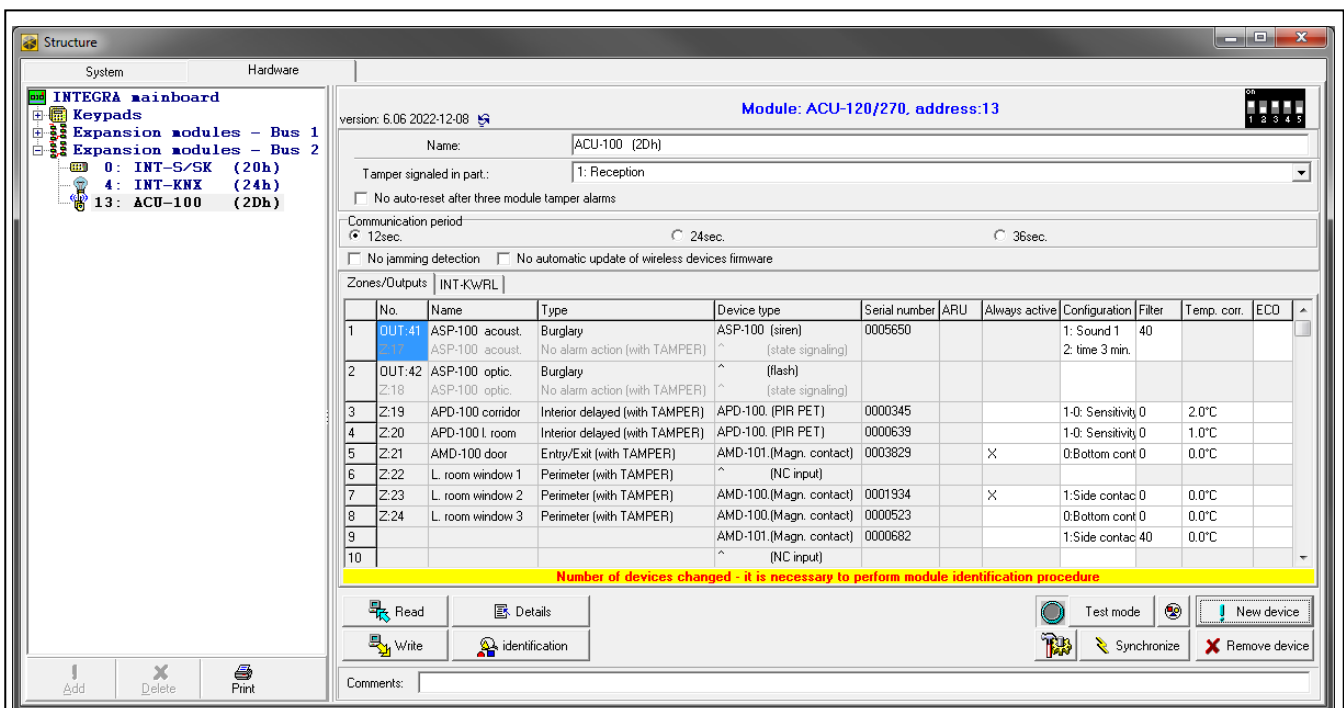 Structure
System Hardware
INTEGRA mainboard
Keypads
Expansion modules - Bus 1
Expansion modules - Bus 2
0: INT-S/SK (20h)
4: INT-KNX (24h)
13: ACU-100 (2Dh)
Add Delete Print
version: 6.06 2022-12-08 Module: ACU-120/270, address:13 on 1 2 3 4 5
Name: ACU-100 (2Dh)
Tamper signaled in part.: 1: Reception
No auto-reset after three module tamper alarms
Communication period
12sec. 24sec. 36sec.
No jamming detection No automatic update of wireless devices firmware
Zones/Outputs INT-KWRL
No. Name Type Device type Serial number ARU Always active Configuration Filter Temp. corr. ECO
1 OUT:41 ASP-100 acoust. Burglary ASP-100 (siren) 0005650 1: Sound 1 40
Z:17 ASP-100 acoust. No alarm action (with TAMPER) ^ (state signaling) 2: time 3 min.
2 OUT:42 ASP-100 optic. Burglary ^ (flash)
Z:18 ASP-100 optic. No alarm action (with TAMPER) ^ (state signaling)
3 Z:19 APD-100 corridor Interior delayed (with TAMPER) APD-100. (PIR PET) 0000345 1-0: Sensitivity 0 2.0°C
4 Z:20 APD-100 l. room Interior delayed (with TAMPER) APD-100. (PIR PET) 0000639 1-0: Sensitivity 0 1.0°C
5 Z:21 AMD-100 door Entry/Exit (with TAMPER) AMD-101.(Magn. contact) 0003829 X 0:Bottom cont 0 0.0°C
6 Z:22 L. room window 1 Perimeter (with TAMPER) ^ (NC input)
7 Z:23 L. room window 2 Perimeter (with TAMPER) AMD-100.(Magn. contact) 0001934 X 1:Side contac 0 0.0°C
8 Z:24 L. room window 3 Perimeter (with TAMPER) AMD-100.(Magn. contact) 0000523 0:Bottom cont 0 0.0°C
9 AMD-101.(Magn. contact) 0000682 1:Side contac 40 0.0°C
10 ^ (NC input)
Number of devices changed - it is necessary to perform module identification procedure
Read Details Test mode New device
Write identification Synchronize Remove device
Comments: